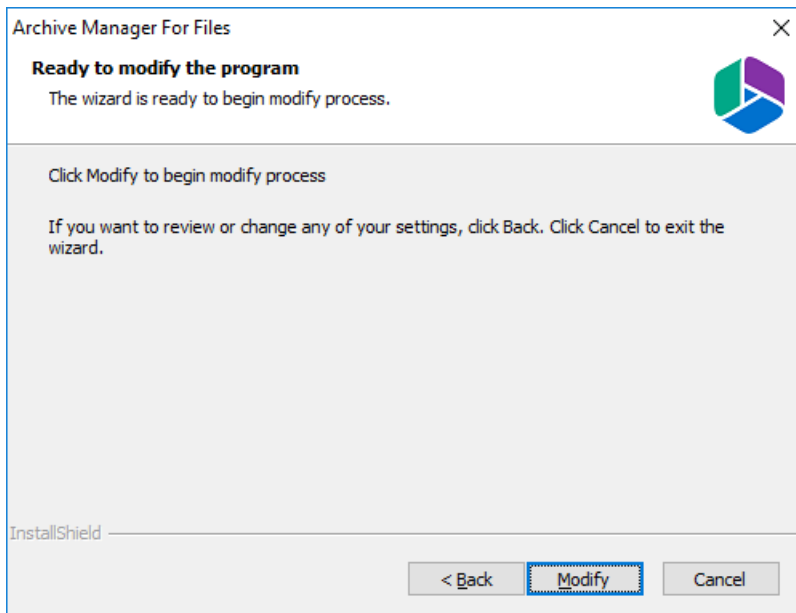 Archive Manager For Files
Ready to modify the program
The wizard is ready to begin modify process.
Click Modify to begin modify process
If you want to review or change any of your settings, click Back. Click Cancel to exit the
wizard.
InstallShield
< Back
Modify
Cancel